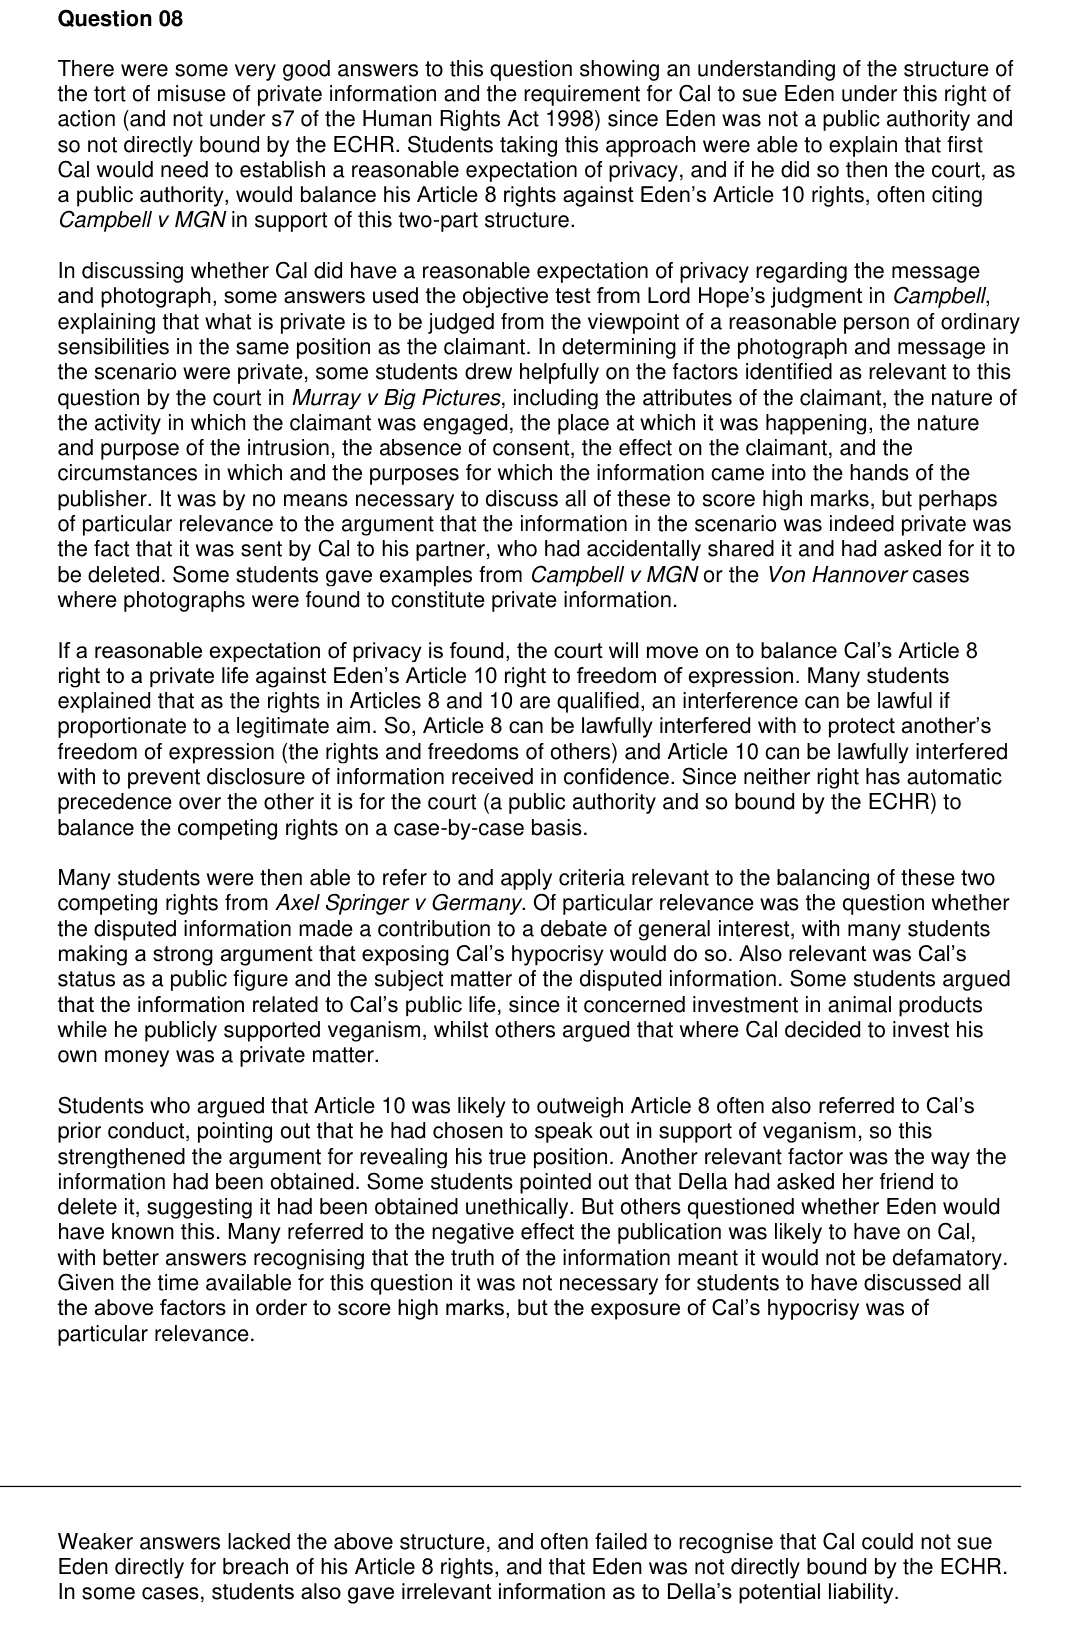 Question 08
There were some very good answers to this question showing an understanding of the structure of
the tort of misuse of private information and the requirement for Cal to sue Eden under this right of
action (and not under s7 of the Human Rights Act 1998) since Eden was not a public authority and
so not directly bound by the ECHR. Students taking this approach were able to explain that first
Cal would need to establish a reasonable expectation of privacy, and if he did so then the court, as
a public authority, would balance his Article 8 rights against Eden's Article 10 rights, often citing
Campbell v MGN in support of this two-part structure.
In discussing whether Cal did have a reasonable expectation of privacy regarding the message
and photograph, some answers used the objective test from Lord Hope's judgment in Campbell,
explaining that what is private is to be judged from the viewpoint of a reasonable person of ordinary
sensibilities in the same position as the claimant. In determining if the photograph and message in
the scenario were private, some students drew helpfully on the factors identified as relevant to this
question by the court in Murray v Big Pictures, including the attributes of the claimant, the nature of
the activity in which the claimant was engaged, the place at which it was happening, the nature
and purpose of the intrusion, the absence of consent, the effect on the claimant, and the
circumstances in which and the purposes for which the information came into the hands of the
publisher. It was by no means necessary to discuss all of these to score high marks, but perhaps
of particular relevance to the argument that the information in the scenario was indeed private was
the fact that it was sent by Cal to his partner, who had accidentally shared it and had asked for it to
be deleted. Some students gave examples from Campbell v MGN or the Von Hannover cases
where photographs were found to constitute private information.
If a reasonable expectation of privacy is found, the court will move on to balance Cal's Article 8
right to a private life against Eden's Article 10 right to freedom of expression. Many students
explained that as the rights in Articles 8 and 10 are qualified, an interference can be lawful if
proportionate to a legitimate aim. So, Article 8 can be lawfully interfered with to protect another's
freedom of expression (the rights and freedoms of others) and Article 10 can be lawfully interfered
with to prevent disclosure of information received in confidence. Since neither right has automatic
precedence over the other it is for the court (a public authority and so bound by the ECHR) to
balance the competing rights on a case-by-case basis.
Many students were then able to refer to and apply criteria relevant to the balancing of these two
competing rights from Axel Springer v Germany. Of particular relevance was the question whether
the disputed information made a contribution to a debate of general interest, with many students
making a strong argument that exposing Cal's hypocrisy would do so. Also relevant was Cal's
status as a public figure and the subject matter of the disputed information. Some students argued
that the information related to Cal's public life, since it concerned investment in animal products
while he publicly supported veganism, whilst others argued that where Cal decided to invest his
own money was a private matter.
Students who argued that Article 10 was likely to outweigh Article 8 often also referred to Cal's
prior conduct, pointing out that he had chosen to speak out in support of veganism, so this
strengthened the argument for revealing his true position. Another relevant factor was the way the
information had been obtained. Some students pointed out that Della had asked her friend to
delete it, suggesting it had been obtained unethically. But others questioned whether Eden would
have known this. Many referred to the negative effect the publication was likely to have on Cal,
with better answers recognising that the truth of the information meant it would not be defamatory.
Given the time available for this question it was not necessary for students to have discussed all
the above factors in order to score high marks, but the exposure of Cal's hypocrisy was of
particular relevance.
Weaker answers lacked the above structure, and often failed to recognise that Cal could not sue
Eden directly for breach of his Article 8 rights, and that Eden was not directly bound by the ECHR.
In some cases, students also gave irrelevant information as to Della's potential liability.